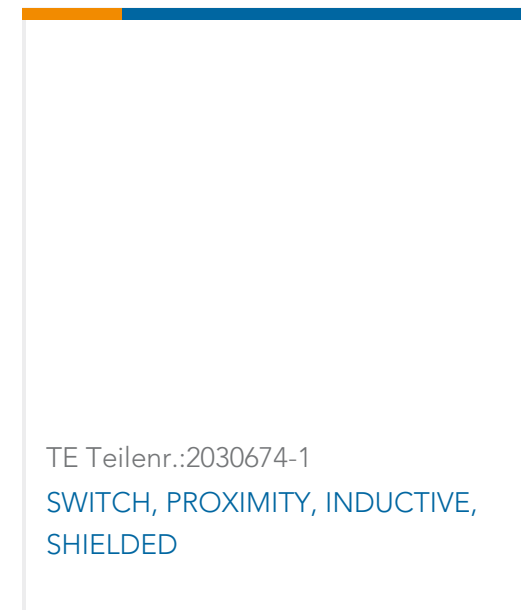 TE Teilenr.:2030674-1
SWITCH, PROXIMITY, INDUCTIVE,
SHIELDED